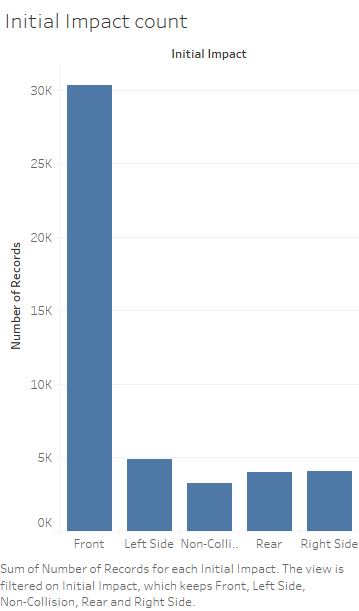 Initial Impact count
Initial Impact
30K
25K
20K
15K
10K
5K
0K
Number of Records
Front Left Side Non-Colli.. Rear Right Side
Sum of Number of Records for each Initial Impact. The view is
filtered on Initial Impact, which keeps Front, Left Side,
Non-Collision, Rear and Right Side.